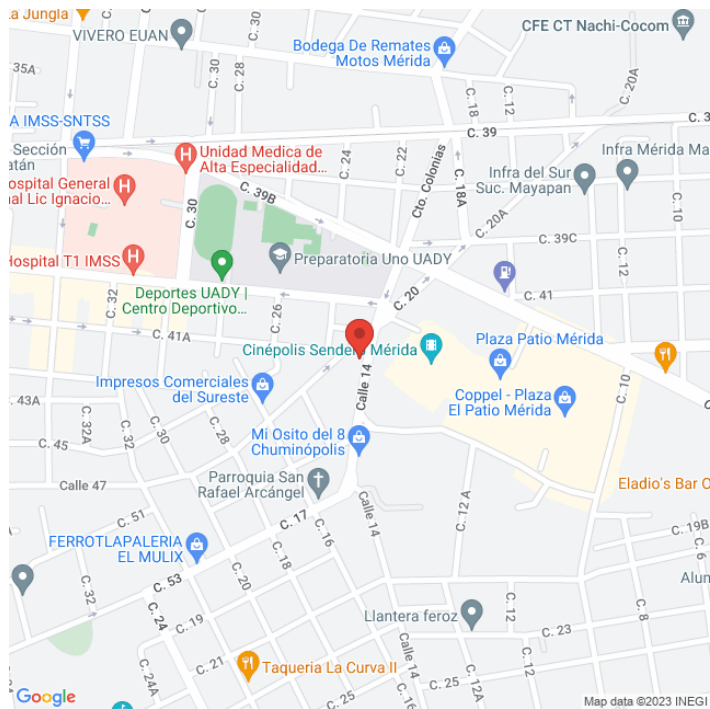 La Jungla
VIVERO EUAN
CFE CT Nachi-Cocom
Bodega De Remates
Motos Mérida
35A
C. 28
C. 30
C. 18
C. 12
C. 20A
A IMSS-SNTSS
Sección
atán
C. 39
C. 3
Unidad Medica de
Alta Especialidad...
C. 24
C. 22
Cto. Colonias
C. 18A
Infra Mérida Ma
Infra del Sur
Suc. Mayapan
ospital General
nal Lic Ignacio...
C. 30
C. 39B
C. 20A
C. 10
C. 39C
C. 12
Hospital T1 IMSS
Preparatoria Uno UADY
C. 32
Deportes UADY |
Centro Deportivo...
C. 26
C. 20
C. 41
C. 41A
Cinépolis Sendero Mérida
Plaza Patio Mérida
Impresos Comerciales
del Sureste
Calle 14
Coppel - Plaza
El Patio Mérida
C. 10
C. 43A
C. 32A
C. 30
C. 28
C. 45
Mi Osito del 8
Chuminópolis
Calle 47
Parroquia San
Rafael Arcángel
Eladio's Bar O
C. 51
C. 17
C. 16
Calle 14
C. 12 A
C. 19B
C. 6
FERROTLAPALERIA
EL MULIX
C. 18
C. 32
C. 53
C. 20
Alun
C. 24
C. 19
Llantera feroz
C. 12
C. 23
C. 21
Calle 14
C. 24A
Taqueria La Curva II
C. 25
C. 12A
C. 25
Google
Map data ©2023 INEGI